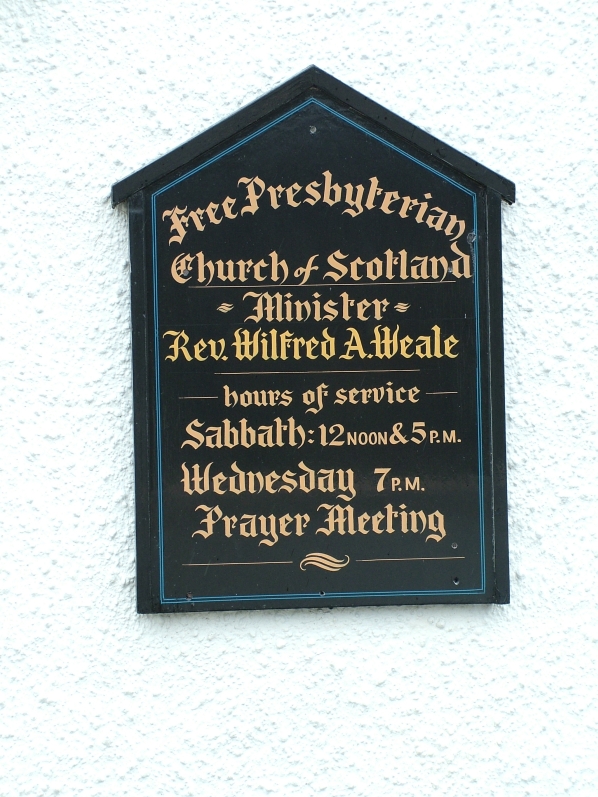 Free Presbyterian
Church of Scotland
Minister
Rev. Wilfred A. Weale
hours of service
Sabbath: 12 NOON & 5 P.M.
Wednesday 7 P.M.
Prayer Meeting